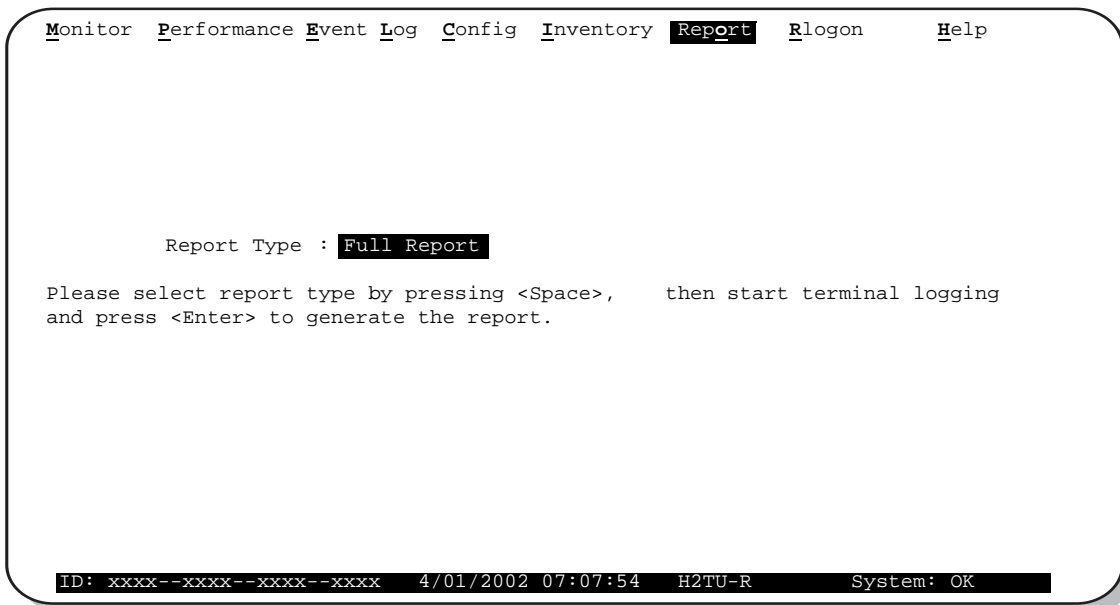 Monitor Performance Event Log Config Inventory Report Rlogon Help
Report Type : Full Report
Please select report type by pressing <Space>, then start terminal logging
and press <Enter> to generate the report.
ID: xxxx--xxxx--xxxx--xxxx 4/01/2002 07:07:54 H2TU-R System: OK